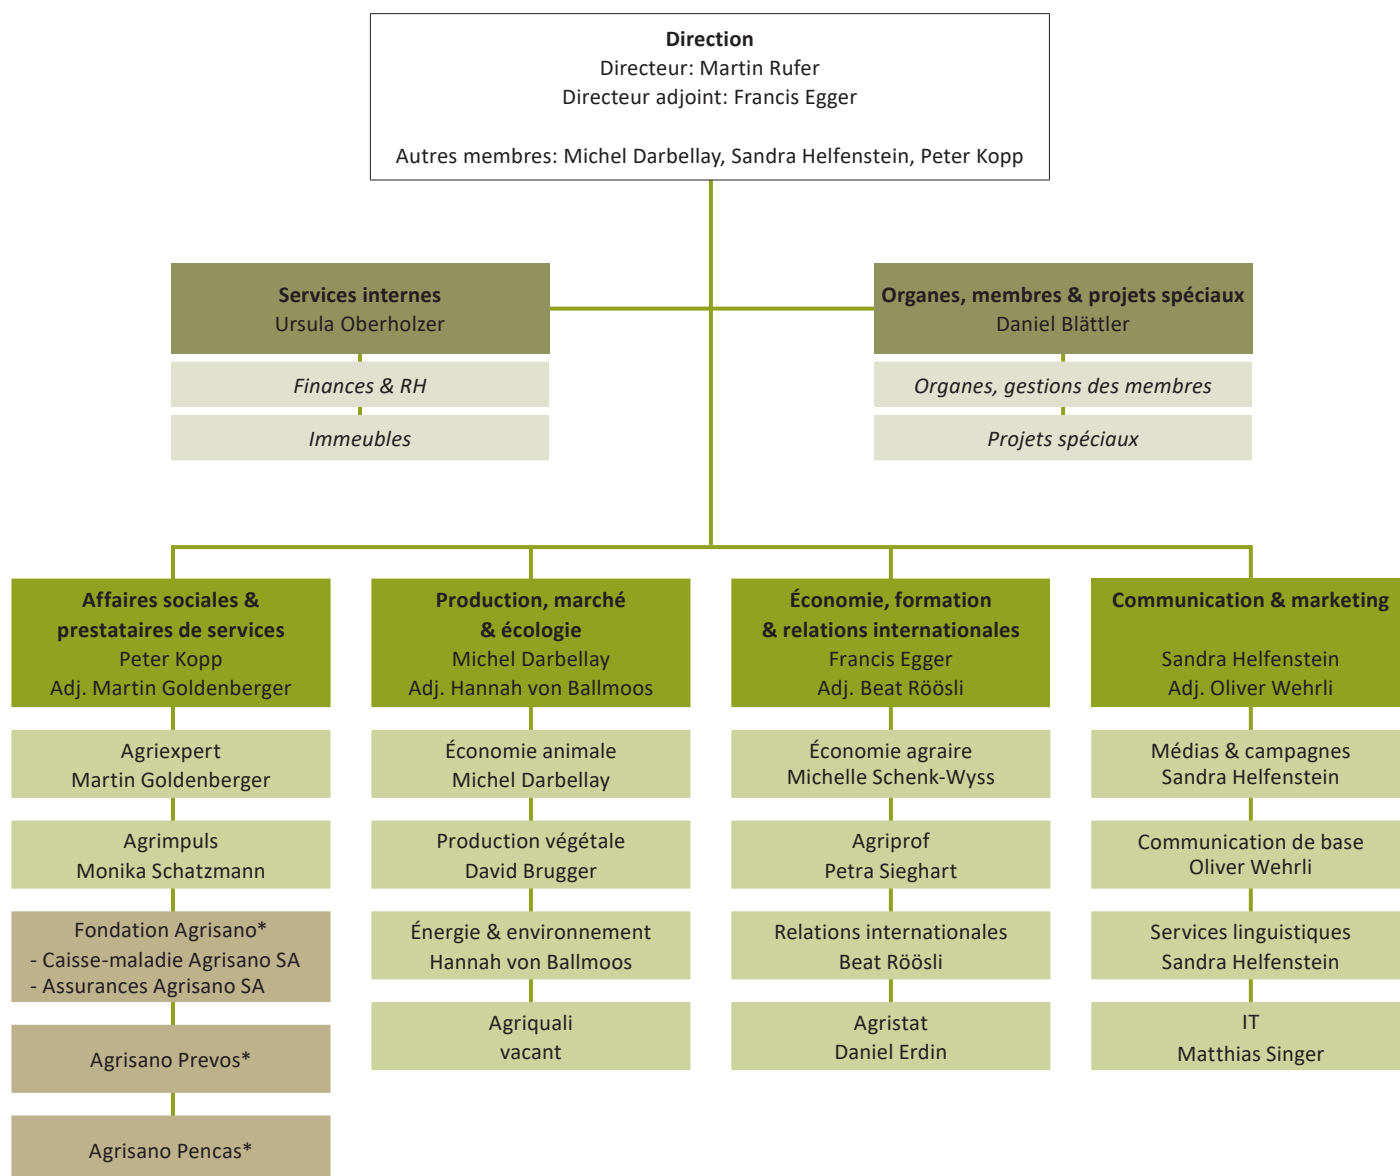 Direction
Directeur: Martin Rufer
Directeur adjoint: Francis Egger
Autres membres: Michel Darbellay, Sandra Helfenstein, Peter Kopp
Services internes
Ursula Oberholzer
Finances & RH
Immeubles
Organes, membres & projets spéciaux
Daniel Blättler
Organes, gestions des membres
Projets spéciaux
Affaires sociales &
prestataires de services
Peter Kopp
Adj. Martin Goldenberger
Agriexpert
Martin Goldenberger
Agrimpuls
Monika Schatzmann
Fondation Agrisano*
- Caisse-maladie Agrisano SA
- Assurances Agrisano SA
Agrisano Prevos*
Agrisano Pencas*
Production, marché
& écologie
Michel Darbellay
Adj. Hannah von Ballmoos
Économie animale
Michel Darbellay
Production végétale
David Brugger
Énergie & environnement
Hannah von Ballmoos
Agriquali
vacant
Économie, formation
& relations internationales
Francis Egger
Adj. Beat Röösli
Économie agraire
Michelle Schenk-Wyss
Agriprof
Petra Sieghart
Relations internationales
Beat Röösli
Agristat
Daniel Erdin
Communication & marketing
Sandra Helfenstein
Adj. Oliver Wehrli
Médias & campagnes
Sandra Helfenstein
Communication de base
Oliver Wehrli
Services linguistiques
Sandra Helfenstein
IT
Matthias Singer